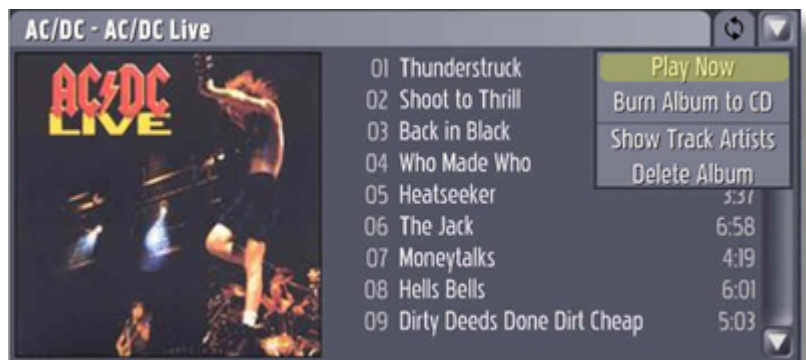 AC/DC - AC/DC Live
AC/DC
LIVE
01 Thunderstruck
02 Shoot to Thrill
03 Back in Black
04 Who Made Who
05 Heatseeker 3:37
06 The Jack 6:58
07 Moneytalks 4:19
08 Hells Bells 6:01
09 Dirty Deeds Done Dirt Cheap 5:03
Play Now
Burn Album to CD
Show Track Artists
Delete Album